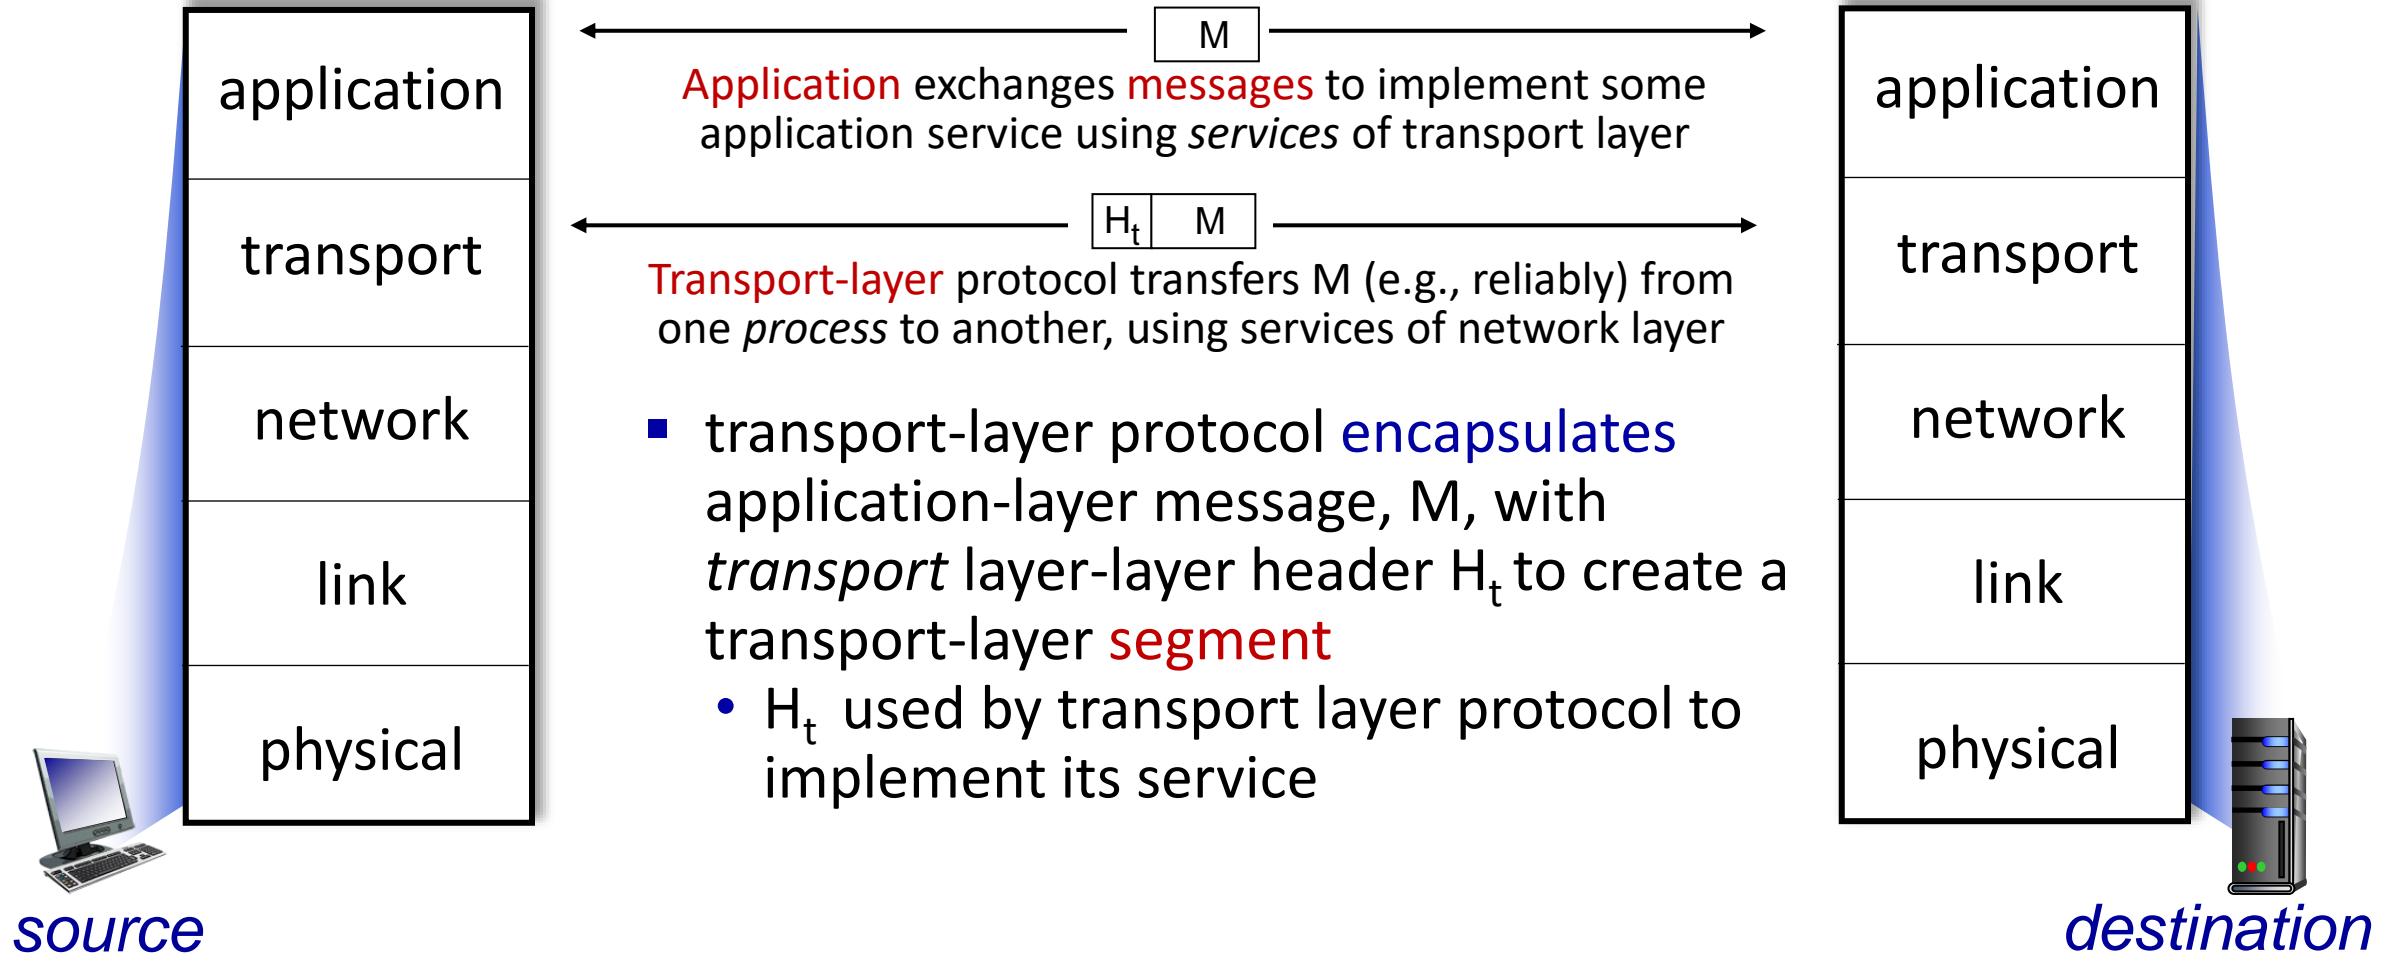 application
transport
network
link
physical
source
M
Application exchanges messages to implement some
application service using services of transport layer
Ht M
Transport-layer protocol transfers M (e.g., reliably) from
one process to another, using services of network layer
transport-layer protocol encapsulates
application-layer message, M, with
transport layer-layer header Ht to create a
transport-layer segment
• Ht used by transport layer protocol to
implement its service
application
transport
network
link
physical
destination